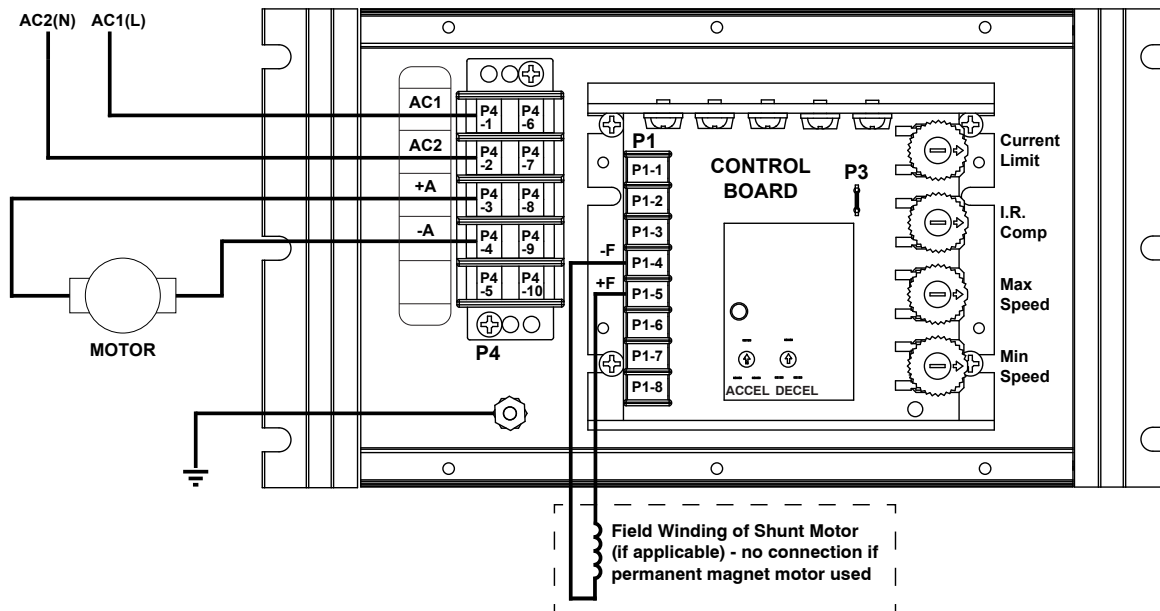 AC2(N) AC1(L)
AC1
AC2
+A
-A
P4
-1
P4
-6
P4
-2
P4
-7
P4
-3
P4
-8
P4
-4
P4
-9
P4
-5
P4
-10
P4
MOTOR
P1
P1-1
P1-2
P1-3
P1-4
P1-5
P1-6
P1-7
P1-8
-F
+F
CONTROL
BOARD
P3
ACCEL DECEL
Current
Limit
I.R.
Comp
Max
Speed
Min
Speed
Field Winding of Shunt Motor
(if applicable) - no connection if
permanent magnet motor used